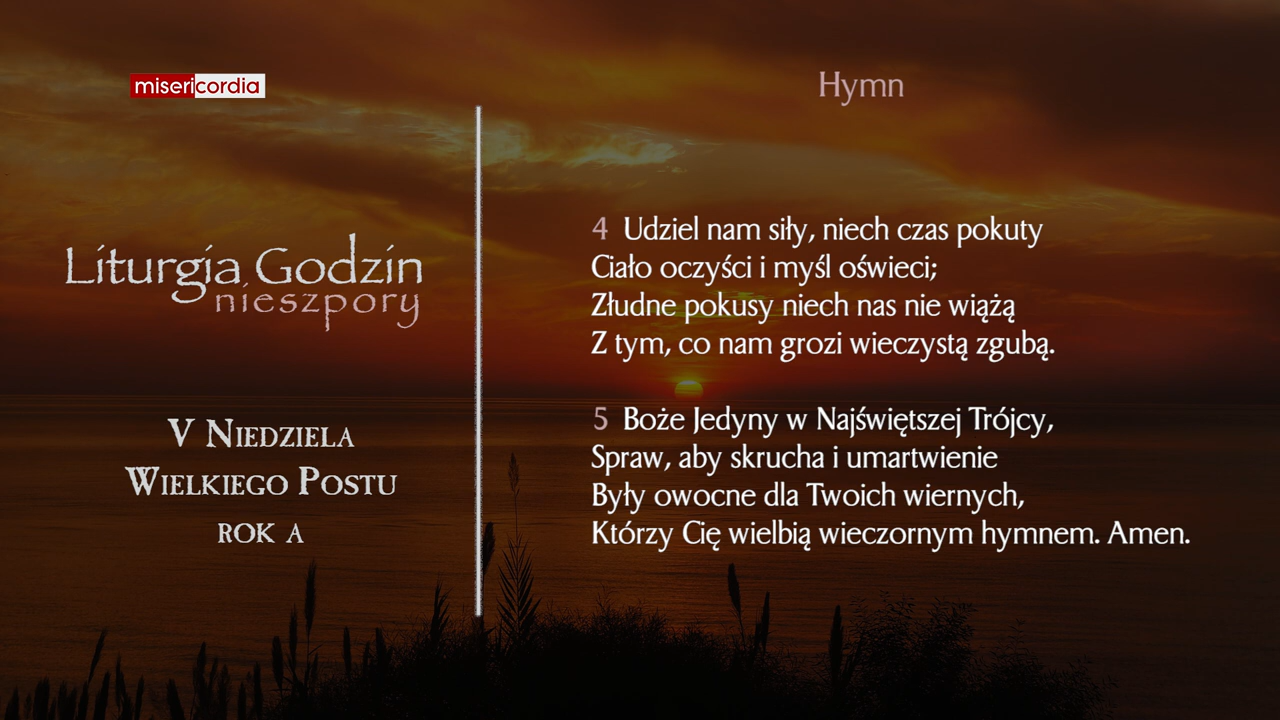 misericordia
Liturgia Godzin
nieszpory
V Niedziela
Wielkiego Postu
rok A
Hymn
4 Udziel nam siły, niech czas pokuty
Ciało oczyści i myśl oświeci;
Złudne pokusy niech nas nie wiążą
Z tym, co nam grozi wieczystą zgubą.
5 Boże Jedyny w Najświętszej Trójcy,
Spraw, aby skrucha i umartwienie
Były owocne dla Twoich wiernych,
Którzy Cię wielbią wieczornym hymnem. Amen.